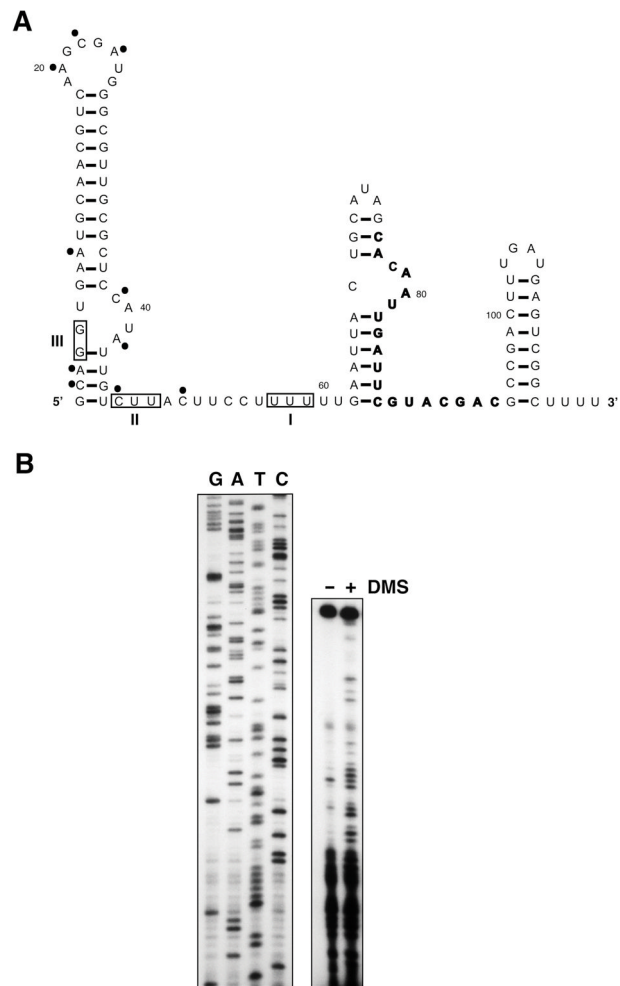 A
C G
G A
20 A U
A G
C G
U G
G C
C G
A U
A U
U
C G A A
G C C G
U G G C
A C U A G A
A U C U U
G C A U G
C C
U A 40 A 80 U A
U
G U A U 100 C G
III A U G A U
G U U A C C
A U U U G G
C G A U C C
5' G U C U U A C U U C C U U U U U U G C G U A C G A C G C U U U U 3'
60
II I
B
G A T C
– + DMS